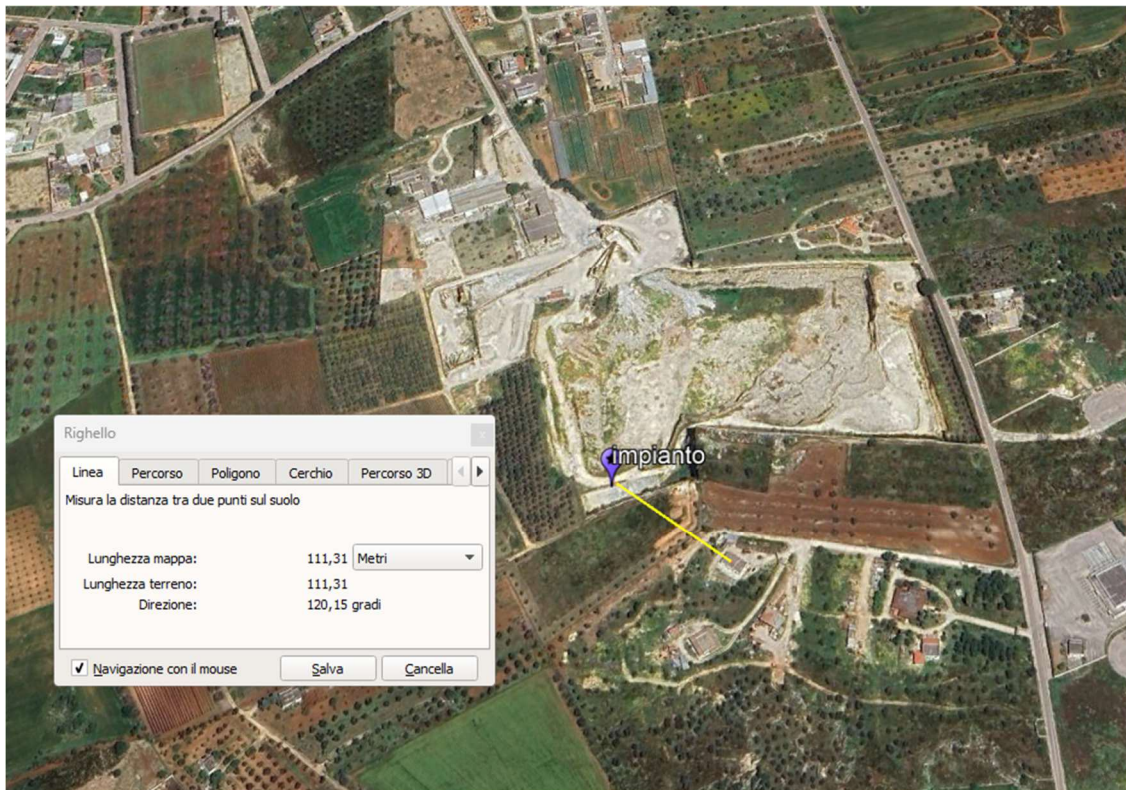 impianto
Righello
Linea Percorso Poligono Cerchio Percorso 3D
Misura la distanza tra due punti sul suolo
Lunghezza mappa: 111,31 Metri
Lunghezza terreno: 111,31
Direzione: 120,15 gradi
Navigazione con il mouse Salva Cancella